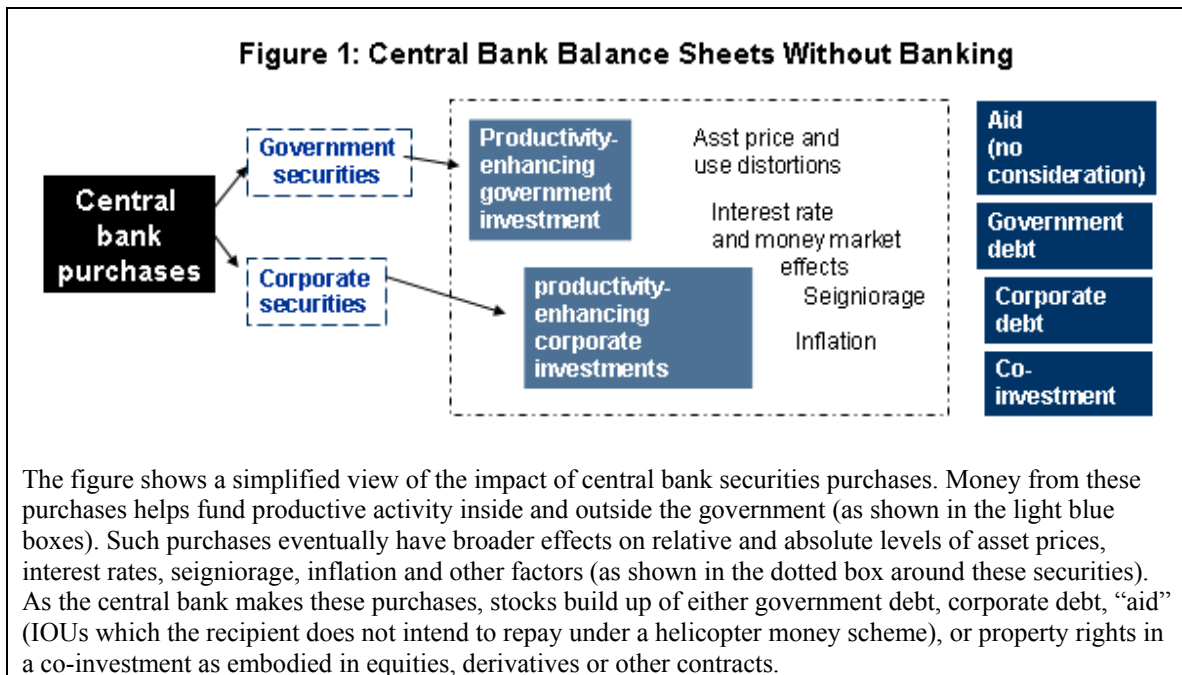 Figure 1: Central Bank Balance Sheets Without Banking
Central
bank
purchases
Government
securities
Corporate
securities
Productivity-
enhancing
government
investment
productivity-
enhancing
corporate
investments
Asst price and
use distortions
Interest rate
and money market
effects
Seigniorage
Inflation
Aid
(no
consideration)
Government
debt
Corporate
debt
Co-
investment
The figure shows a simplified view of the impact of central bank securities purchases. Money from these
purchases helps fund productive activity inside and outside the government (as shown in the light blue
boxes). Such purchases eventually have broader effects on relative and absolute levels of asset prices,
interest rates, seigniorage, inflation and other factors (as shown in the dotted box around these securities).
As the central bank makes these purchases, stocks build up of either government debt, corporate debt, “aid”
(IOUs which the recipient does not intend to repay under a helicopter money scheme), or property rights in
a co-investment as embodied in equities, derivatives or other contracts.